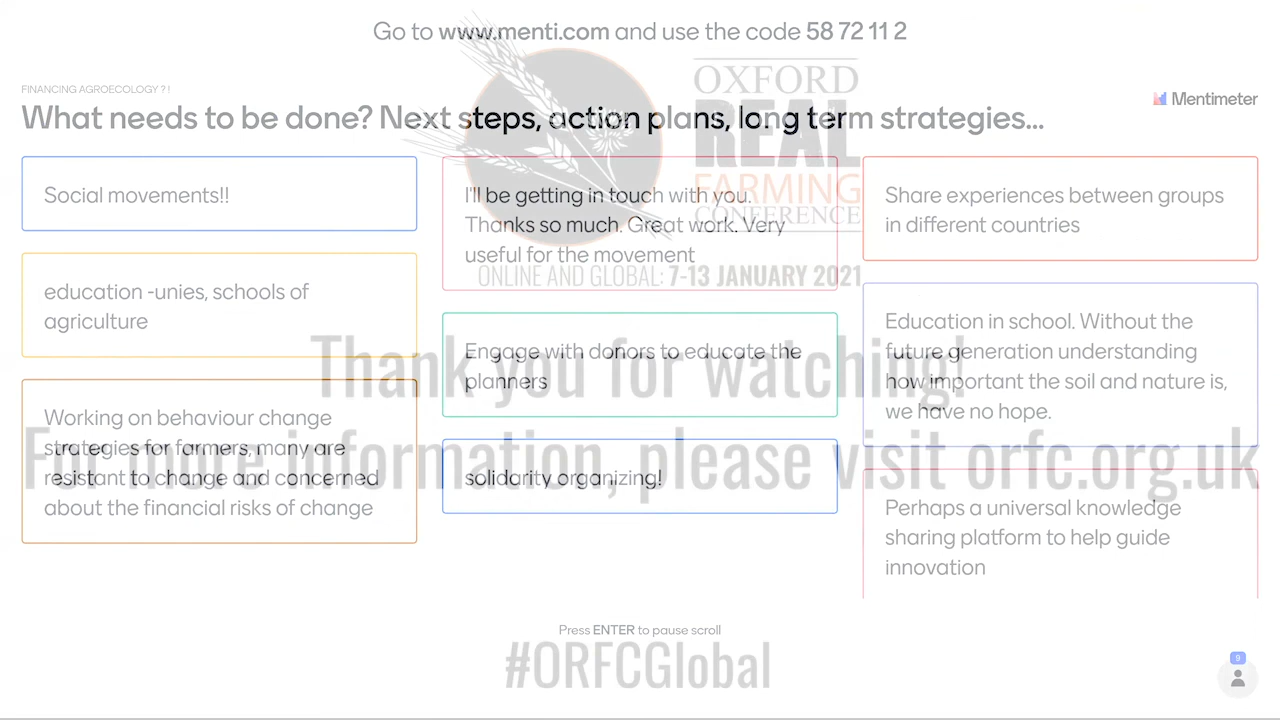 Go to www.menti.com and use the code 58 72 11 2
FINANCING AGROECOLOGY ? !
What needs to be done? Next steps, action plans, long term strategies...
Mentimeter
Social movements!!
education -unies, schools of
agriculture
Working on behaviour change
strategies for farmers, many are
resistant to change and concerned
about the financial risks of change
I'll be getting in touch with you.
Thanks so much. Great work. Very
useful for the movement
Engage with donors to educate the
planners
solidarity organizing!
Share experiences between groups
in different countries
Education in school. Without the
future generation understanding
how important the soil and nature is,
we have no hope.
Perhaps a universal knowledge
sharing platform to help guide
innovation
Press ENTER to pause scroll
9
OXFORD
REAL
FARMING
CONFERENCE
ONLINE AND GLOBAL: 7-13 JANUARY 2021
Thank you for watching!
For more information, please visit orfc.org.uk
#ORFCGlobal